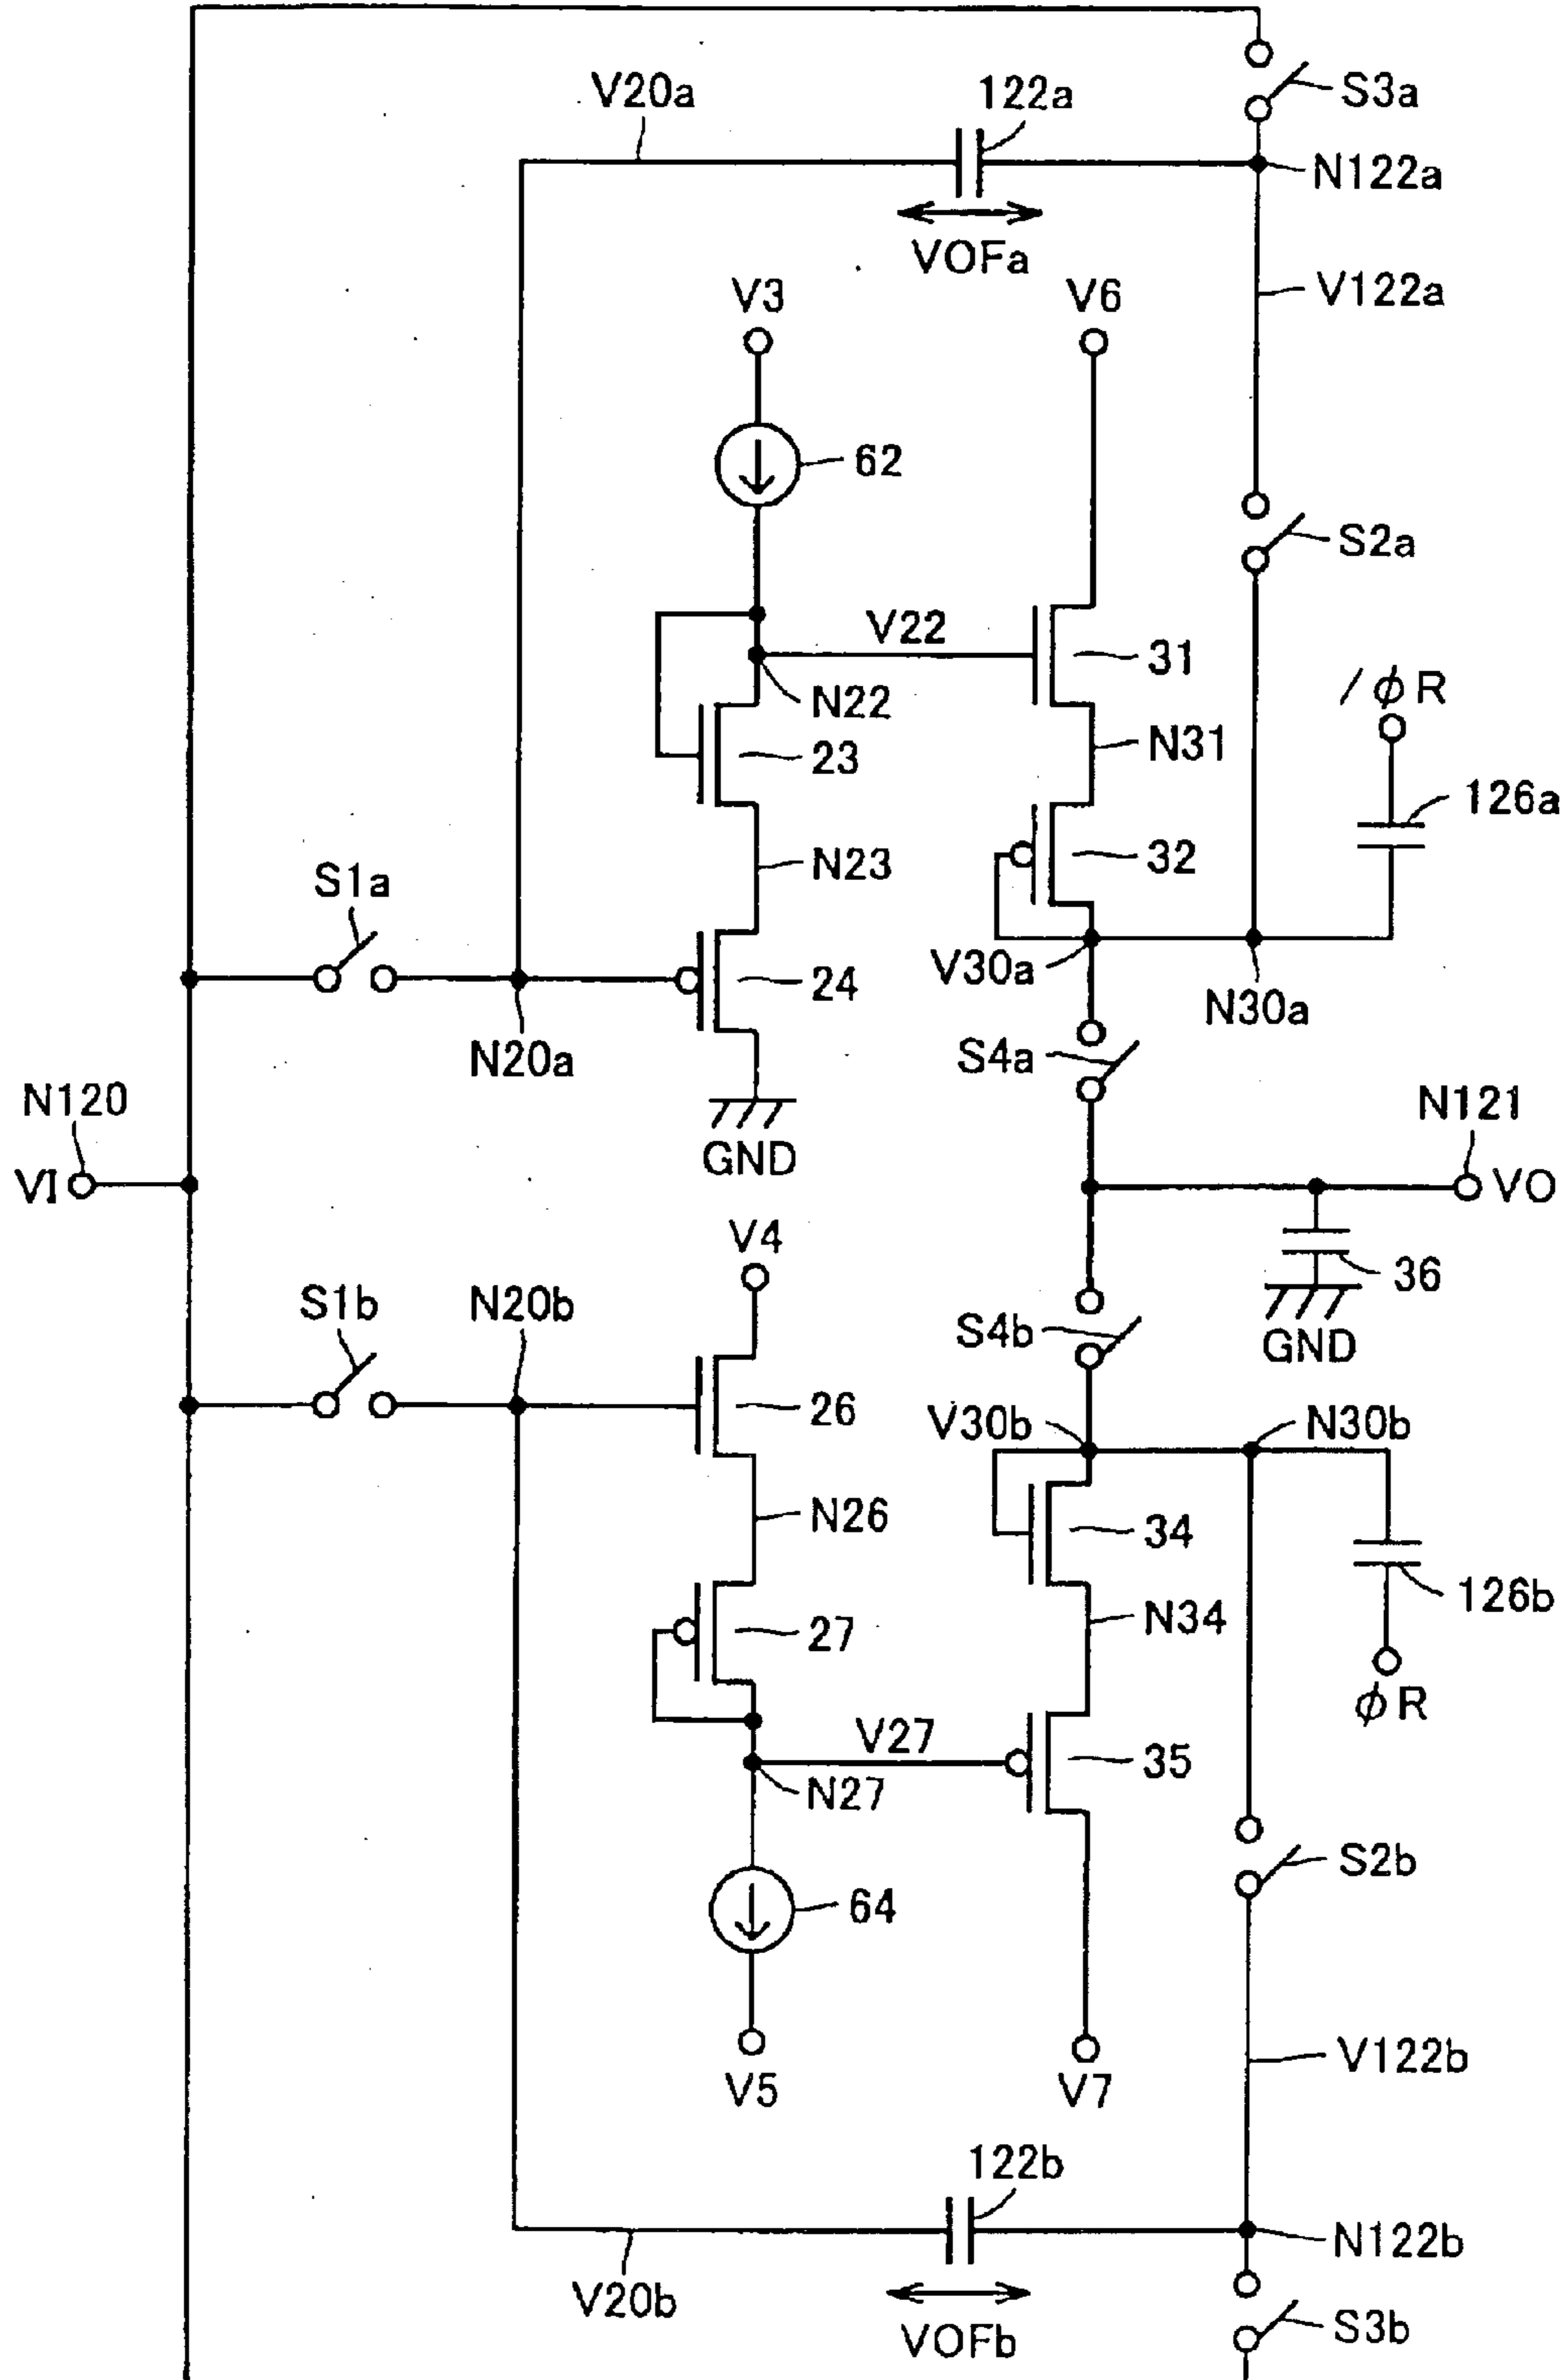 S3a
V20a
122a
N122a
VOFa
V122a
V3
V6
62
S2a
V22
31
/φR
N22
23
N31
126a
N23
32
S1a
V30a
24
N30a
N20a
S4a
N120
N121
GND
VI
VO
V4
36
S1b
N20b
S4b
GND
26
V30b
N30b
N26
34
126b
27
N34
φR
V27
35
N27
S2b
64
V122b
V5
V7
122b
N122b
V20b
VOFb
S3b